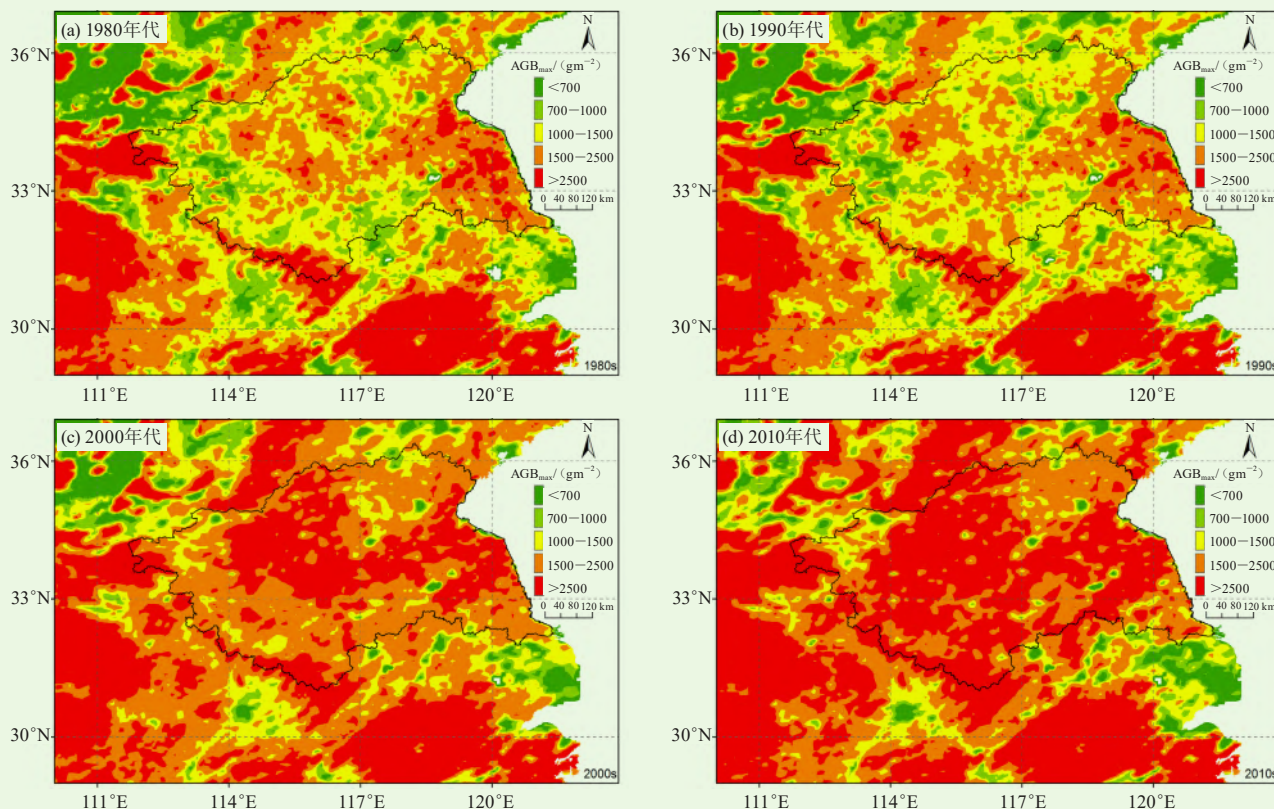 (a) 1980年代
N
36°N
AGBmax/（gm⁻²）
<700
700—1000
1000—1500
1500—2500
>2500
0 40 80 120 km
33°N
30°N
1980s
111°E 114°E 117°E 120°E
(b) 1990年代
N
36°N
AGBmax/（gm⁻²）
<700
700—1000
1000—1500
1500—2500
>2500
0 40 80 120 km
33°N
30°N
1990s
111°E 114°E 117°E 120°E
(c) 2000年代
N
36°N
AGBmax/（gm⁻²）
<700
700—1000
1000—1500
1500—2500
>2500
0 40 80 120 km
33°N
30°N
2000s
111°E 114°E 117°E 120°E
(d) 2010年代
N
36°N
AGBmax/（gm⁻²）
<700
700—1000
1000—1500
1500—2500
>2500
0 40 80 120 km
33°N
30°N
2010s
111°E 114°E 117°E 120°E